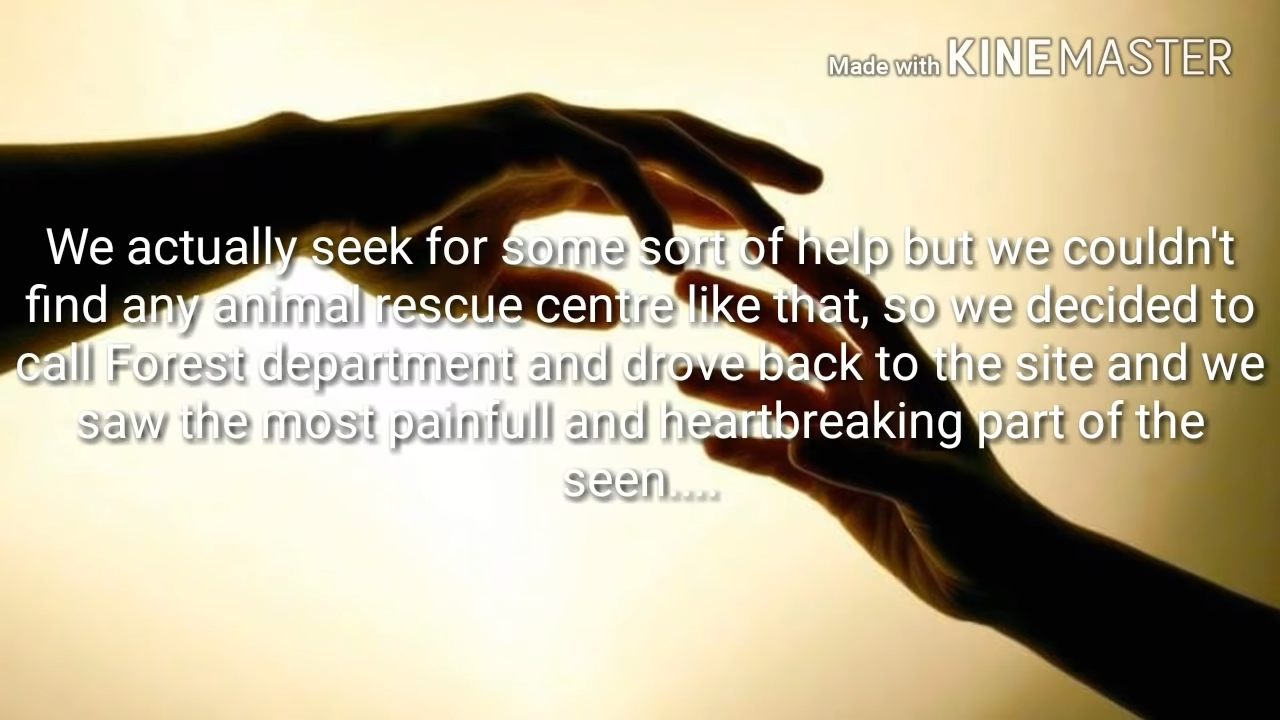 Made with KINEMASTER
We actually seek for some sort of help but we couldn't
find any animal rescue centre like that, so we decided to
call Forest department and drove back to the site and we
saw the most painfull and heartbreaking part of the
seen....